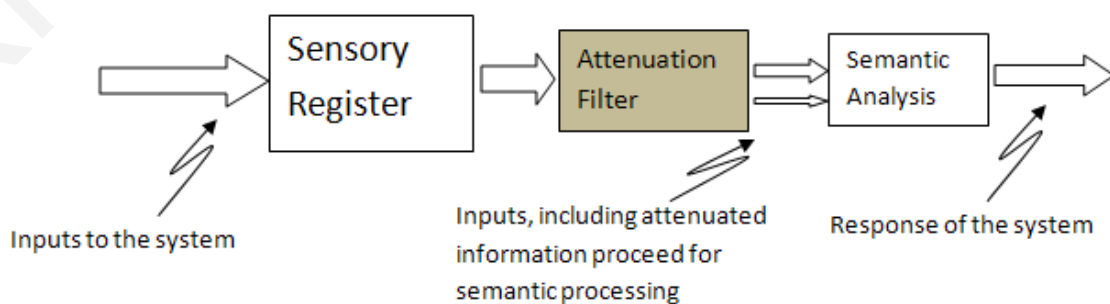 Sensory
Register
Attenuation
Filter
Semantic
Analysis
Inputs to the system
Inputs, including attenuated
information proceed for
semantic processing
Response of the system